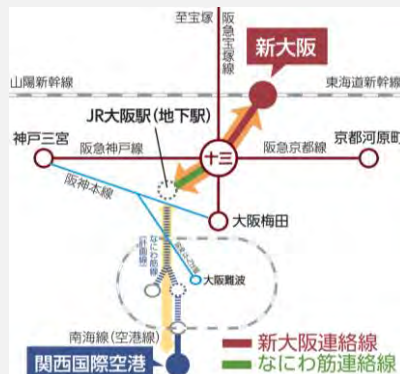 至宝塚
阪急宝塚線
新大阪
山陽新幹線
東海道新幹線
JR大阪駅(地下駅)
神戸三宮
十三
京都河原町
阪急神戸線
阪急京都線
阪神本線
大阪梅田
なにわ筋線
(計画線)
大阪難波
南海線(空港線)
関西国際空港
新大阪連絡線
なにわ筋連絡線